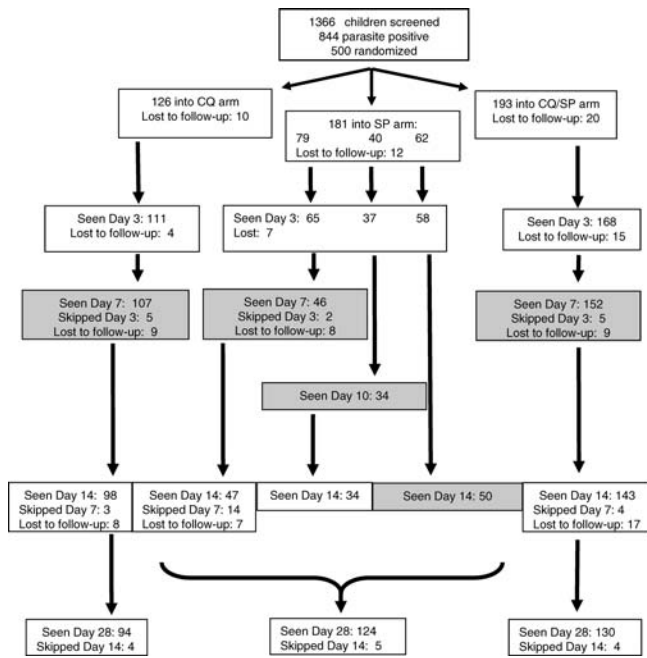 1366 children screened
844 parasite positive
500 randomized
126 into CQ arm
Lost to follow-up: 10
181 into SP arm:
79 40 62
Lost to follow-up: 12
193 into CQ/SP arm
Lost to follow-up: 20
Seen Day 3: 111
Lost to follow-up: 4
Seen Day 3: 65 37 58
Lost: 7
Seen Day 3: 168
Lost to follow-up: 15
Seen Day 7: 107
Skipped Day 3: 5
Lost to follow-up: 9
Seen Day 7: 46
Skipped Day 3: 2
Lost to follow-up: 8
Seen Day 7: 152
Skipped Day 3: 5
Lost to follow-up: 9
Seen Day 10: 34
Seen Day 14: 98
Skipped Day 7: 3
Lost to follow-up: 8
Seen Day 14: 47
Skipped Day 7: 14
Lost to follow-up: 7
Seen Day 14: 34
Seen Day 14: 50
Seen Day 14: 143
Skipped Day 7: 4
Lost to follow-up: 17
Seen Day 28: 94
Skipped Day 14: 4
Seen Day 28: 124
Skipped Day 14: 5
Seen Day 28: 130
Skipped Day 14: 4